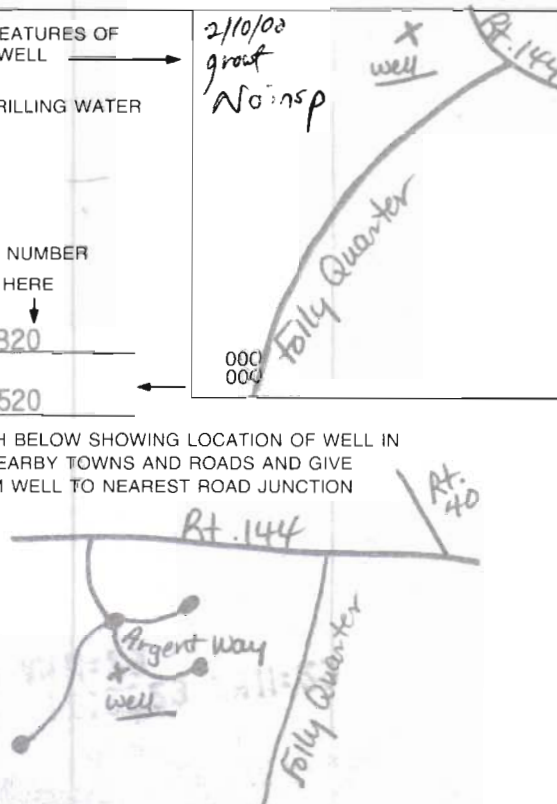 EATURES OF
WELL
RILLING WATER
NUMBER
HERE
820
520
2/10/00
grout
No insp
X
well
Rt. 144
Folly Quarter
000
000
H BELOW SHOWING LOCATION OF WELL IN
EARBY TOWNS AND ROADS AND GIVE
M WELL TO NEAREST ROAD JUNCTION
Rt. 40
Rt. 144
Argent Way
X
well
Folly Quarter